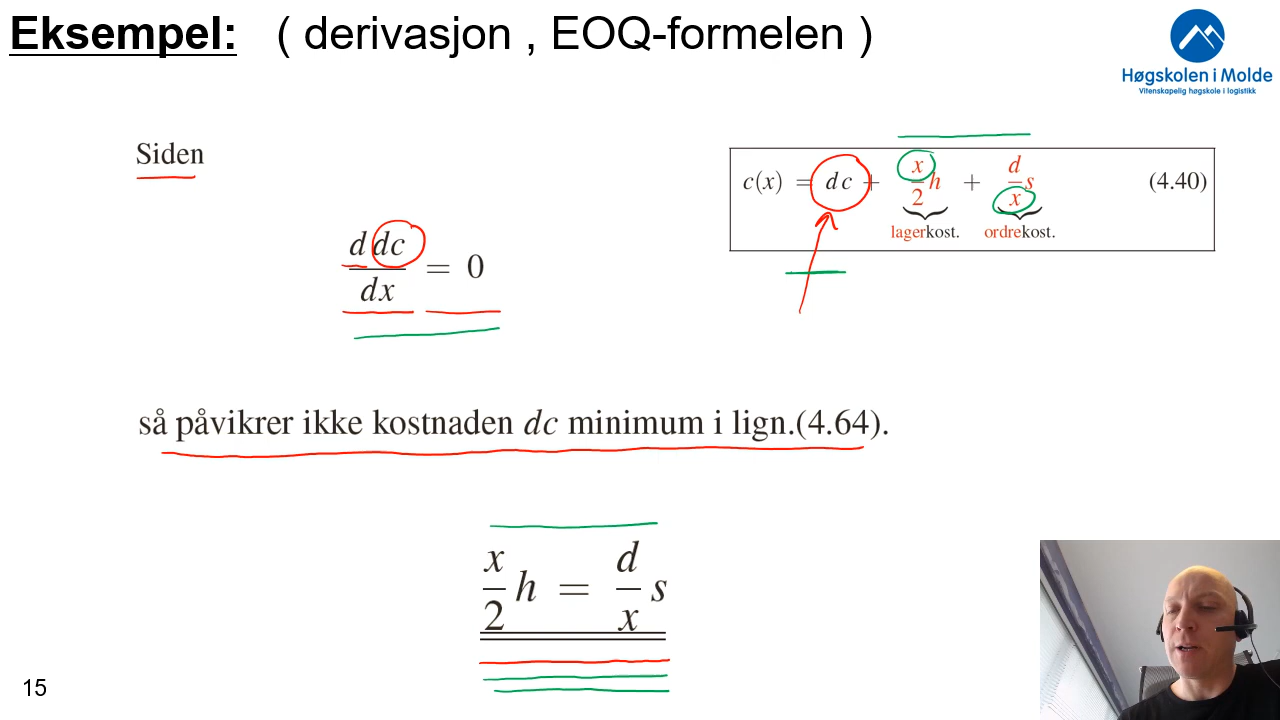 Eksempel: ( derivasjon , EOQ-formelen )
Høgskolen i Molde
Vitenskapelig høgskole i logistikk
Siden
c(x) = dc + x/2 h + d/x s (4.40)
lagerkost. ordrekost.
d dc / dx = 0
så påvikrer ikke kostnaden dc minimum i lign.(4.64).
x/2 h = d/x s
15